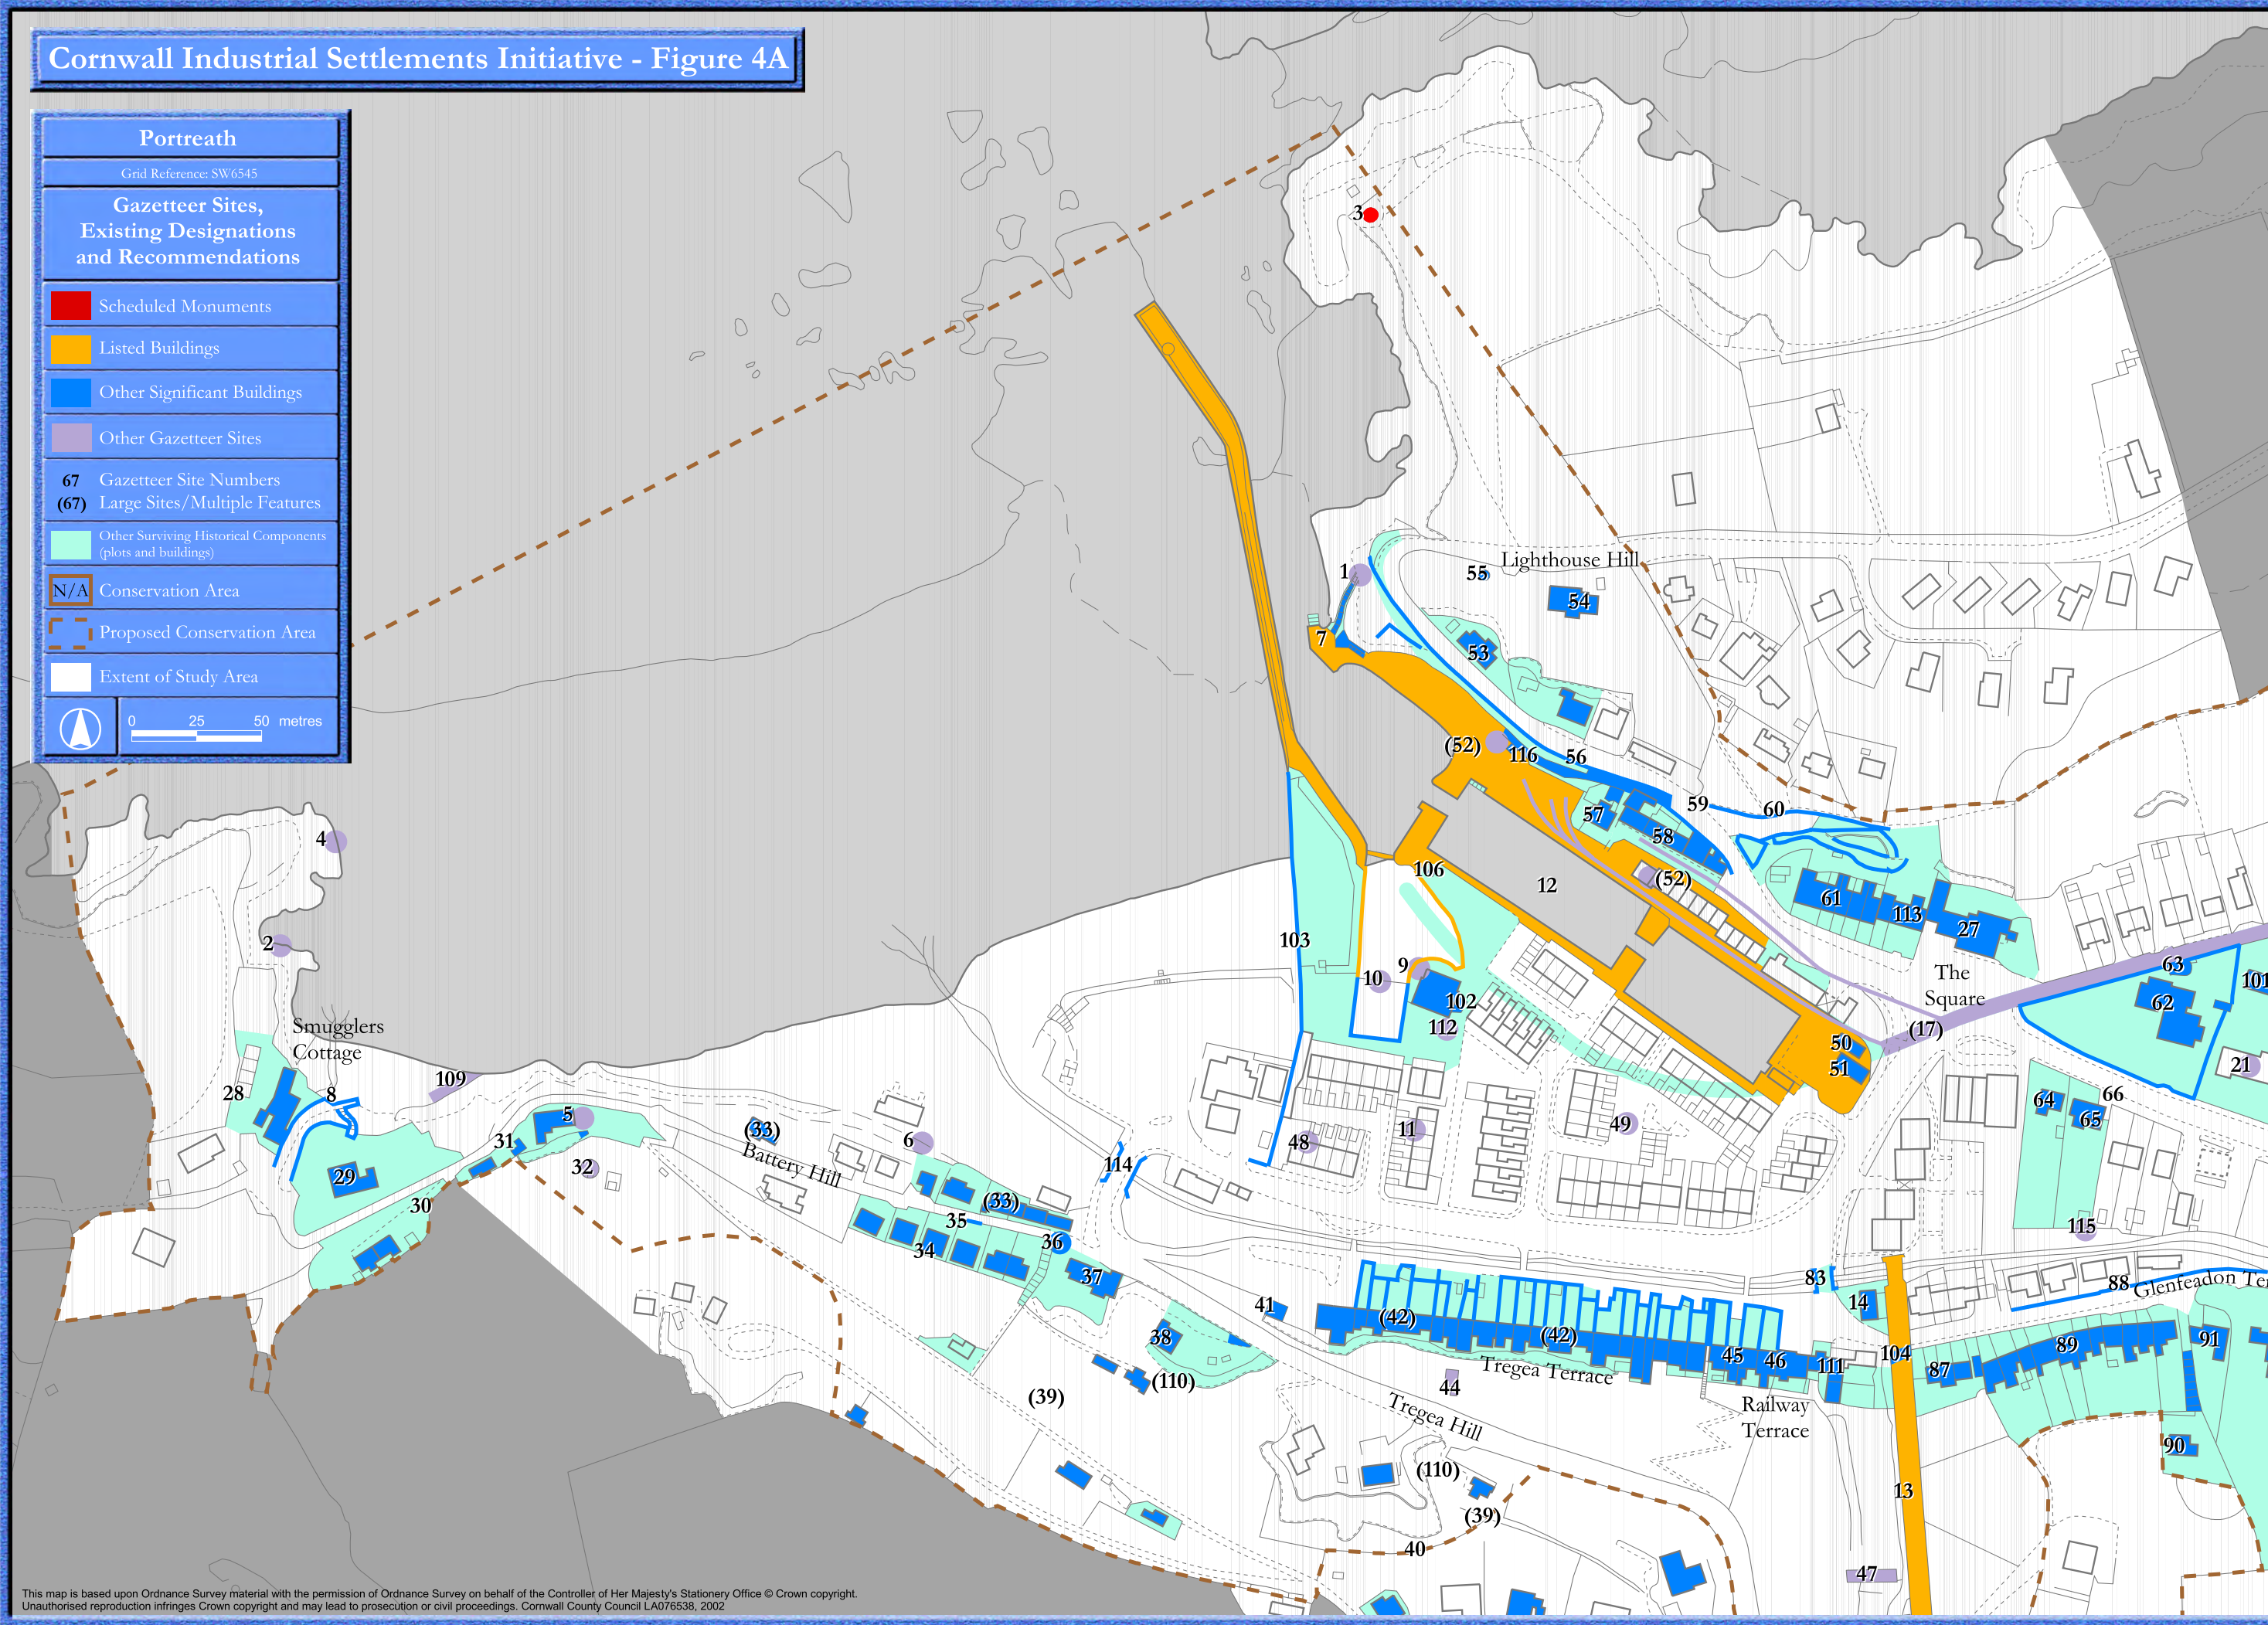 Cornwall Industrial Settlements Initiative - Figure 4A
Portreath
Grid Reference: SW6545
Gazetteer Sites,
Existing Designations
and Recommendations
Scheduled Monuments
Listed Buildings
Other Significant Buildings
Other Gazetteer Sites
67 Gazetteer Site Numbers
(67) Large Sites/Multiple Features
Other Surviving Historical Components
(plots and buildings)
N/A Conservation Area
Proposed Conservation Area
Extent of Study Area
0 25 50 metres
3
1
55
Lighthouse Hill
54
7
53
(52)
116
56
57
59
60
58
4
106
12
(52)
61
113
27
2
103
10
9
102
112
The
Square
63
62
101
(17)
50
51
21
Smugglers
Cottage
28
8
109
5
31
32
29
30
(33)
Battery Hill
6
114
48
11
49
64
65
66
115
(33)
35
34
36
37
38
41
(42)
(42)
83
14
88
Glenfeadon Te
45
46
111
104
87
89
91
Tregea Terrace
44
(110)
(39)
Tregea Hill
Railway
Terrace
90
(110)
(39)
13
40
47
This map is based upon Ordnance Survey material with the permission of Ordnance Survey on behalf of the Controller of Her Majesty's Stationery Office © Crown copyright.
Unauthorised reproduction infringes Crown copyright and may lead to prosecution or civil proceedings. Cornwall County Council LA076538, 2002